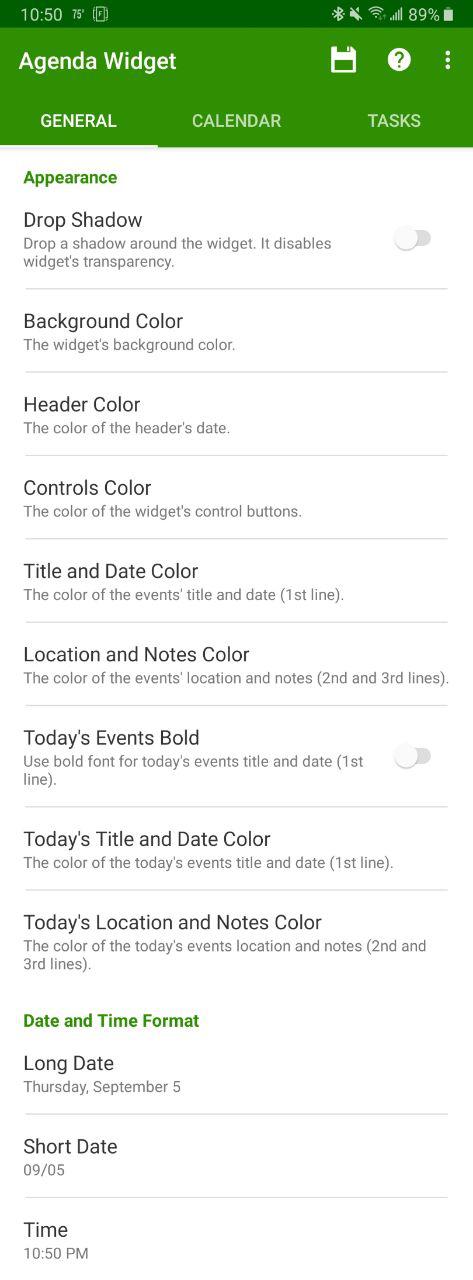 10:50 75° 89%
Agenda Widget
GENERAL CALENDAR TASKS
Appearance
Drop Shadow
Drop a shadow around the widget. It disables
widget's transparency.
Background Color
The widget's background color.
Header Color
The color of the header's date.
Controls Color
The color of the widget's control buttons.
Title and Date Color
The color of the events' title and date (1st line).
Location and Notes Color
The color of the events' location and notes (2nd and 3rd lines).
Today's Events Bold
Use bold font for today's events title and date (1st
line).
Today's Title and Date Color
The color of the today's events title and date (1st line).
Today's Location and Notes Color
The color of the today's events location and notes (2nd and
3rd lines).
Date and Time Format
Long Date
Thursday, September 5
Short Date
09/05
Time
10:50 PM